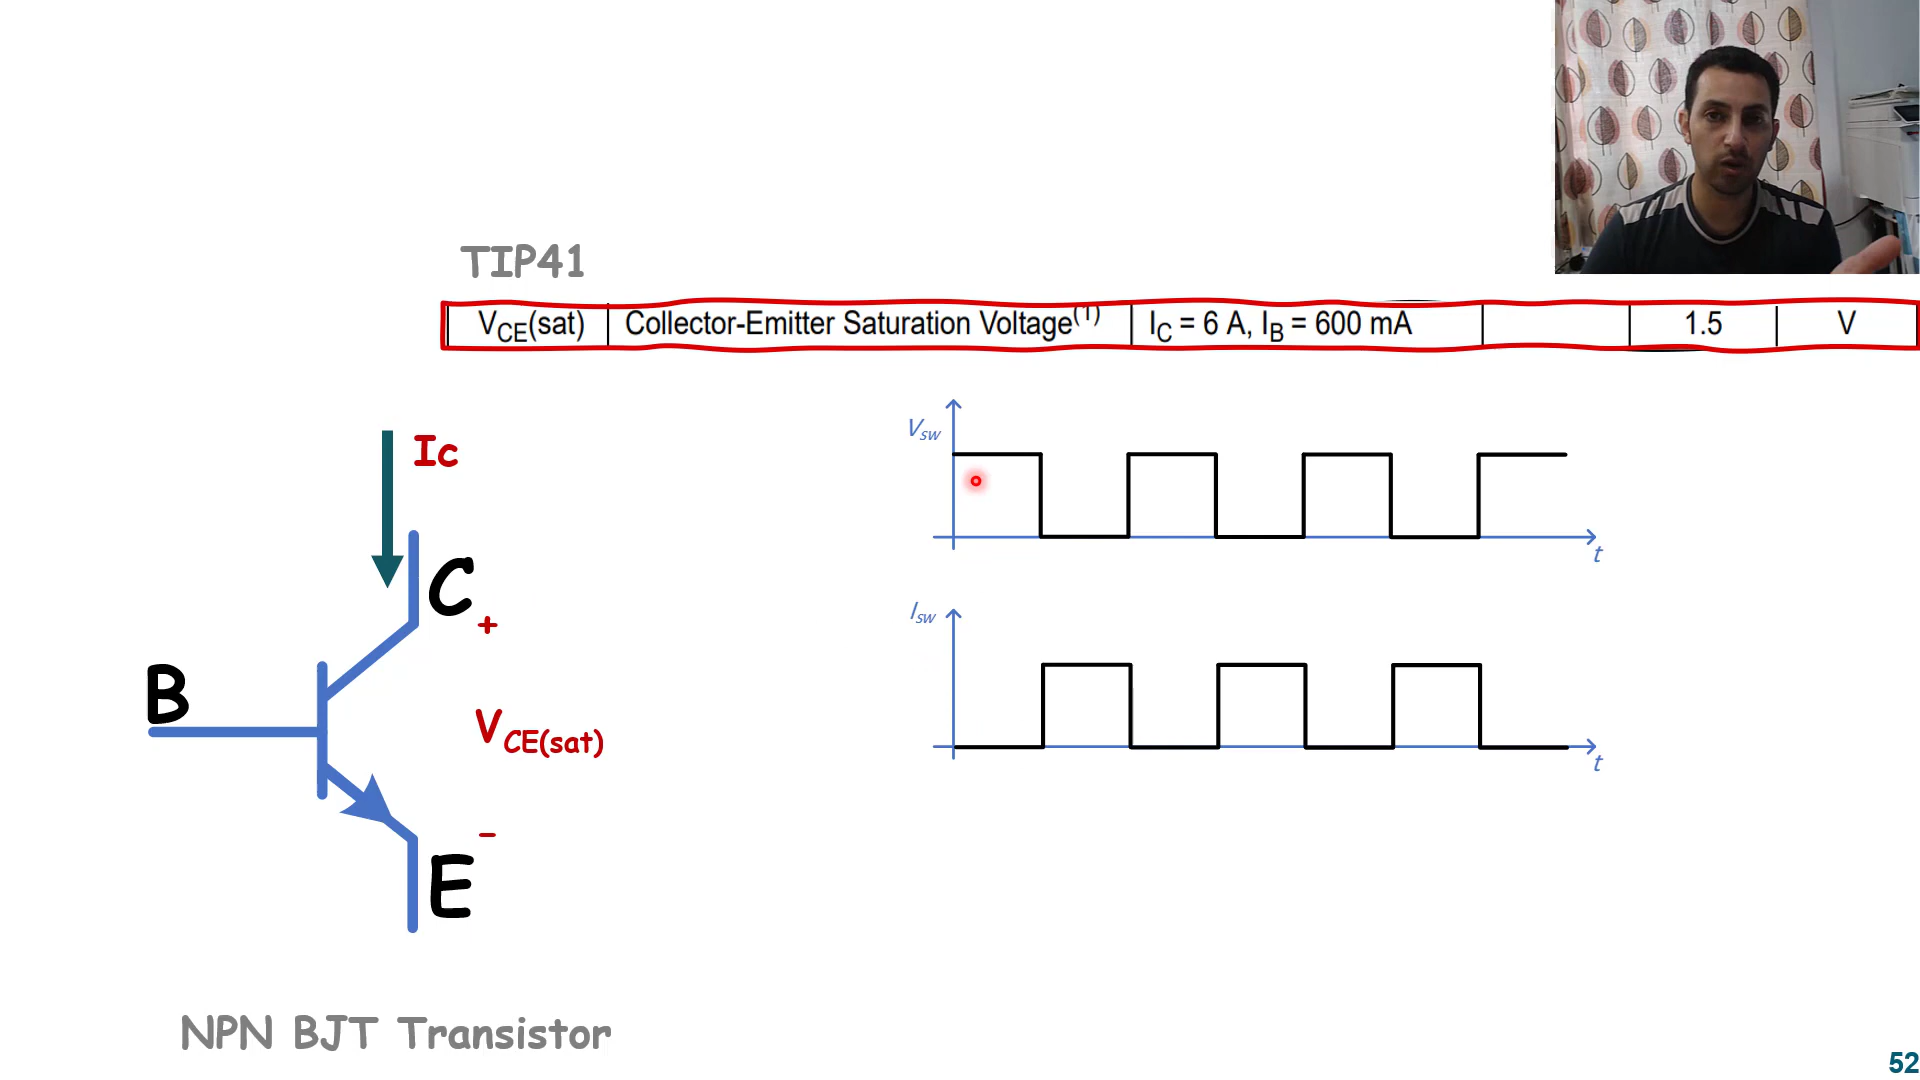 TIP41
VCE(sat) Collector-Emitter Saturation Voltage(1) IC = 6 A, IB = 600 mA 1.5 V
Ic
Vsw
t
C
+
Isw
B
VCE(sat)
t
-
E
NPN BJT Transistor
52